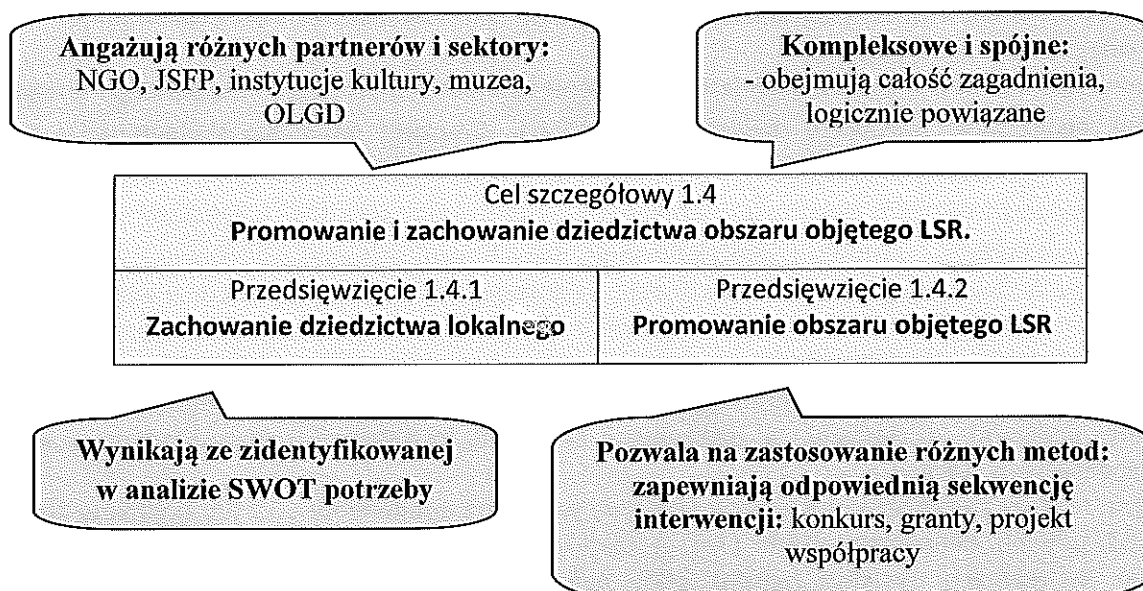 Angażują różnych partnerów i sektory:
NGO, JSFP, instytucje kultury, muzea,
OLGD
Kompleksowe i spójne:
- obejmują całość zagadnienia,
logicznie powiązane
Cel szczegółowy 1.4
Promowanie i zachowanie dziedzictwa obszaru objętego LSR.
Przedsięwzięcie 1.4.1
Zachowanie dziedzictwa lokalnego
Przedsięwzięcie 1.4.2
Promowanie obszaru objętego LSR
Wynikają ze zidentyfikowanej
w analizie SWOT potrzeby
Pozwala na zastosowanie różnych metod:
zapewniają odpowiednią sekwencję
interwencji: konkurs, granty, projekt
współpracy